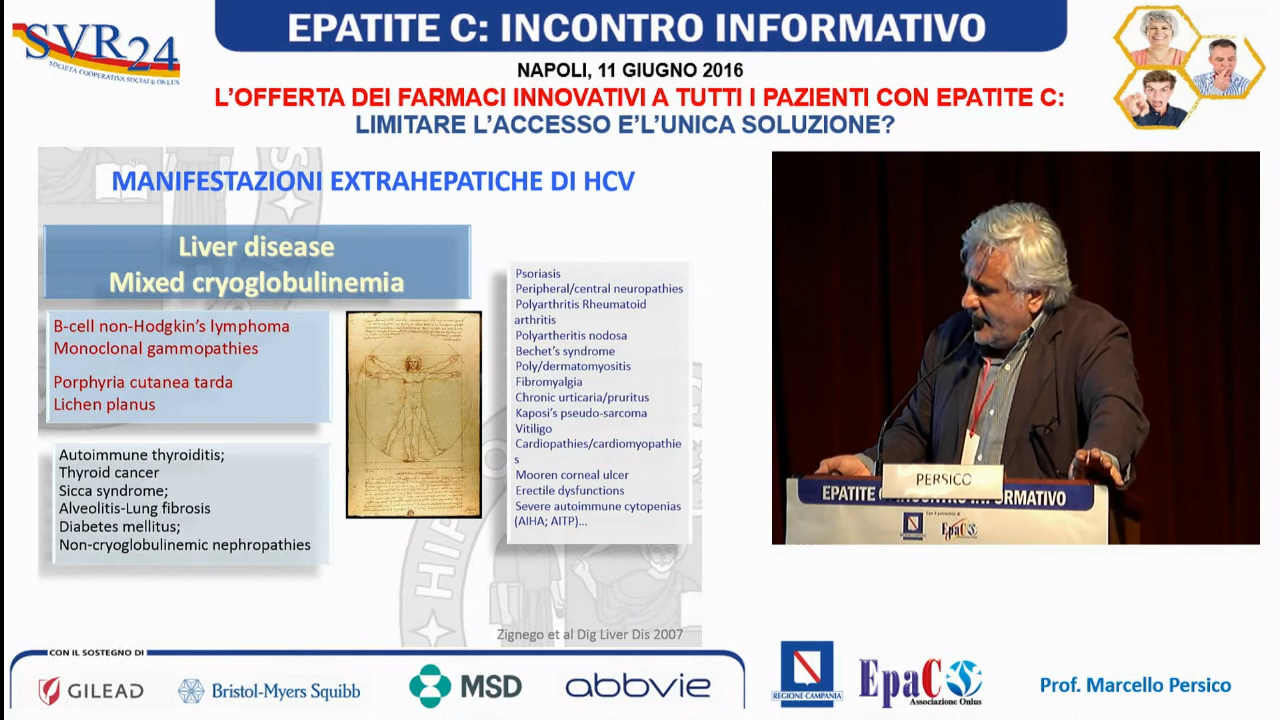 SVR24
SOCIETÀ COOPERATIVA SOCIALE ONLUS
EPATITE C: INCONTRO INFORMATIVO
NAPOLI, 11 GIUGNO 2016
L'OFFERTA DEI FARMACI INNOVATIVI A TUTTI I PAZIENTI CON EPATITE C:
LIMITARE L'ACCESSO E'L'UNICA SOLUZIONE?
MANIFESTAZIONI EXTRAHEPATICHE DI HCV
Liver disease
Mixed cryoglobulinemia
B-cell non-Hodgkin's lymphoma
Monoclonal gammopathies
Porphyria cutanea tarda
Lichen planus
Autoimmune thyroiditis;
Thyroid cancer
Sicca syndrome;
Alveolitis-Lung fibrosis
Diabetes mellitus;
Non-cryoglobulinemic nephropathies
Psoriasis
Peripheral/central neuropathies
Polyarthritis Rheumatoid
arthritis
Polyartheritis nodosa
Bechet's syndrome
Poly/dermatomyositis
Fibromyalgia
Chronic urticaria/pruritus
Kaposi's pseudo-sarcoma
Vitiligo
Cardiopathies/cardiomyopathie
s
Mooren corneal ulcer
Erectile dysfunctions
Severe autoimmune cytopenias
(AIHA; AITP)...
HIP
Zignego et al Dig Liver Dis 2007
PERSICO
EPATITE C: INCONTRO INFORMATIVO
EpaC
CON IL SOSTEGNO DI
GILEAD
Bristol-Myers Squibb
MSD
abbvie
REGIONE CAMPANIA
EpaC
Associazione Onlus
Prof. Marcello Persico